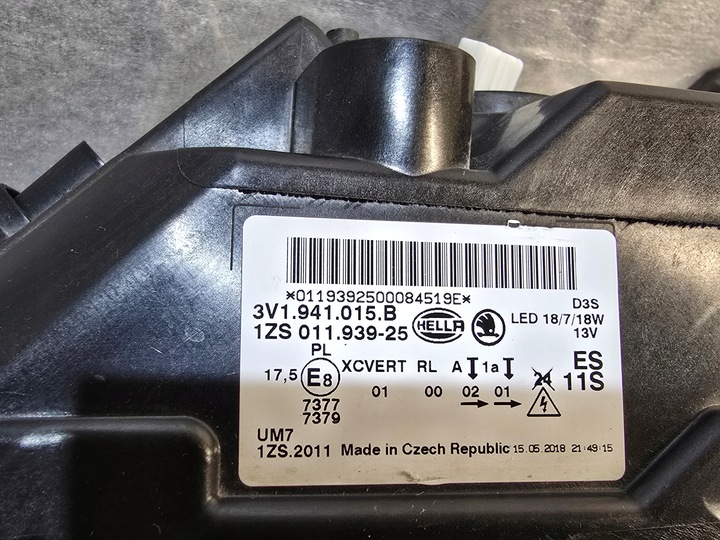 *0119392500084519E*
3V1.941.015.B
1ZS 011.939-25
HELLA
D3S
LED 18/7/18W
13V
PL
17,5 E8 XCVERT RL A 1a 24 ES
01 00 02 01 11S
7377
7379
UM7
1ZS.2011 Made in Czech Republic 15.05.2018 21:49:15